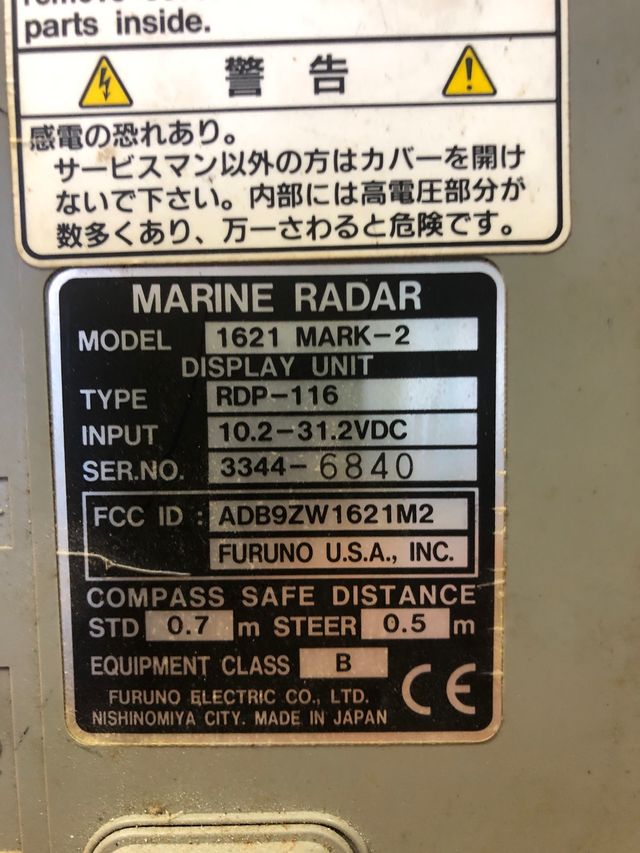 parts inside.
警 告
感電の恐れあり。
サービスマン以外の方はカバーを開け
ないで下さい。内部には高電圧部分が
数多くあり、万一さわると危険です。
MARINE RADAR
MODEL 1621 MARK-2
DISPLAY UNIT
TYPE RDP-116
INPUT 10.2-31.2VDC
SER.NO. 3344-6840
FCC ID : ADB9ZW1621M2
FURUNO U.S.A., INC.
COMPASS SAFE DISTANCE
STD 0.7 m STEER 0.5 m
EQUIPMENT CLASS B
FURUNO ELECTRIC CO., LTD.
NISHINOMIYA CITY. MADE IN JAPAN
CE